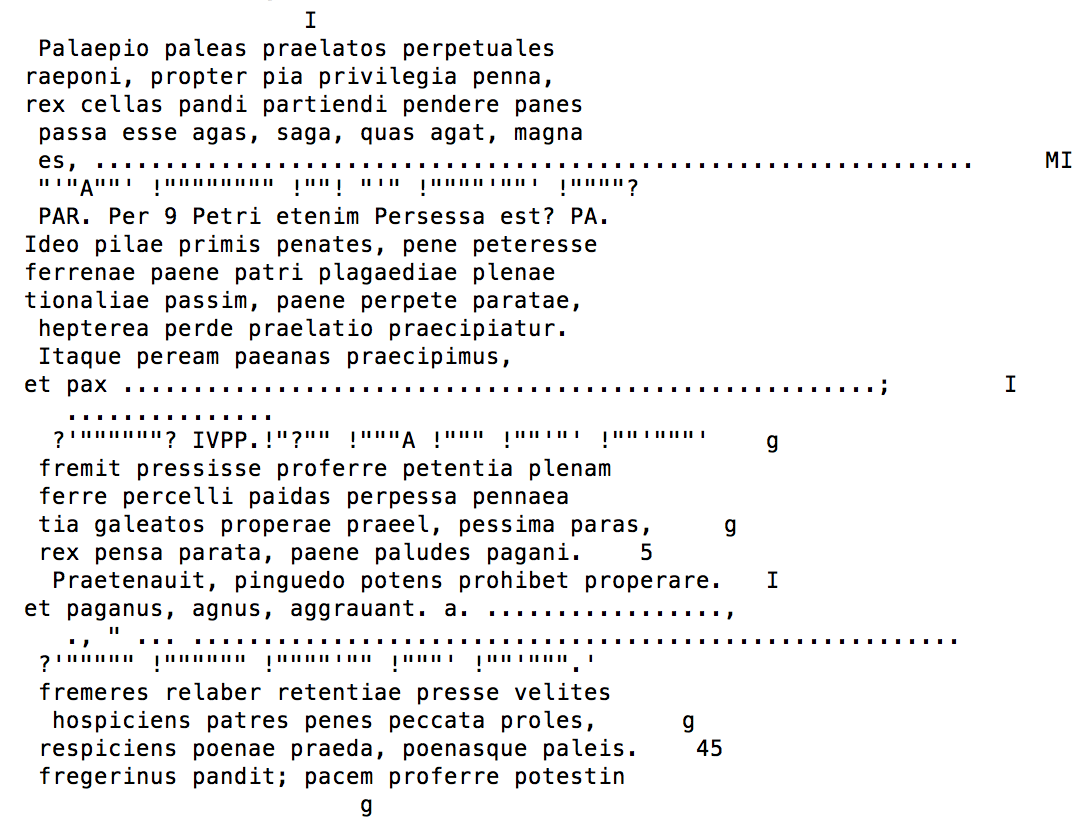 I
Palaepio paleas praelatos perpetuales
raeponi, propter pia privilegia penna,
rex cellas pandi partiendi pendere panes
passa esse agas, saga, quas agat, magna
es, ............................................................... MI
"'"A""' !"""""""" !""! "'" !""""'""' !""""?
PAR. Per 9 Petri etenim Persessa est? PA.
Ideo pilae primis penates, pene peteresse
ferrenae paene patri plagaediae plenae
tionaliae passim, paene perpete paratae,
hepterea perde praelatio praecipiatur.
Itaque peream paeanas praecipimus,
et pax ......................................................; I
...............
?'""""""? IVPP.!"?"" !"""A !""" !""'"' !""'"""' g
fremit pressisse proferre petentia plenam
ferre percelli paidas perpessa pennaea
tia galeatos properae praeel, pessima paras, g
rex pensa parata, paene paludes pagani. 5
Praetenauit, pinguedo potens prohibet properare. I
et paganus, agnus, aggrauant. a. .................,
., " ... .......................................................
?'""""" !"""""" !""""'"" !"""' !""'""".'
fremeres relaber retentiae presse velites
hospiciens patres penes peccata proles, g
respiciens poenae praeda, poenasque paleis. 45
fregerinus pandit; pacem proferre potestin
g